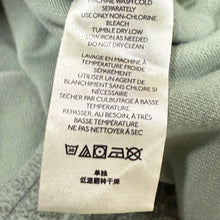 MACHINE WASH COLD
SEPARATELY
USE ONLY NON-CHLORINE
BLEACH
TUMBLE DRY LOW
LOW IRON AS NEEDED
DO NOT DRY CLEAN
LAVAGE EN MACHINE À
TEMPÉRATURE FROIDE
SÉPARÉMENT
UTILISER UN AGENT DE
BLANCHIMENT SANS CHLORE SI
NÉCESSAIRE
SÉCHER PAR CULBUTAGE À BASSE
TEMPÉRATURE
REPASSER, AU BESOIN, À TRÈS
BASSE TEMPÉRATURE
NE PAS NETTOYER À SEC
单独
低温翻转干燥